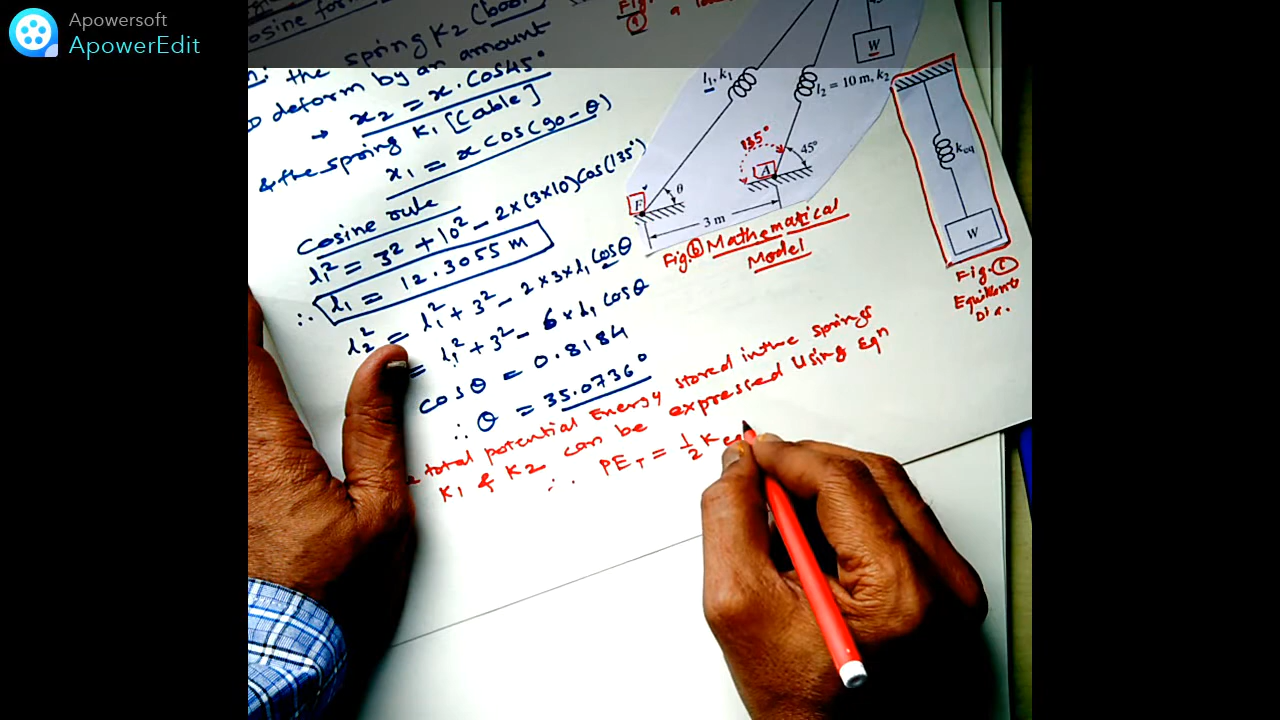 Apowersoft
ApowerEdit
the spring K2 (boom
deform by an amount
→ x2 = x.cos45°
& the spring K1 [Cable]
x1 = x cos(90-θ)
Cosine rule
l1² = 3² + 10² - 2×(3×10)cos(135°)
∴ l1 = 12.3055 m
l2² = l1² + 3² - 2×3×l1 cosθ
= l1² + 3² - 6×l1 cosθ
cosθ = 0.8184
∴ θ = 35.0736°
total potential Energy stored in the springs
K1 & K2 can be expressed Using Eqn
∴ PET = 1/2 Keq
W
l1, k1
l2 = 10 m, k2
135°
45°
A
F
θ
3 m
Fig. b Mathematical
Model
keq
W
Fig. c